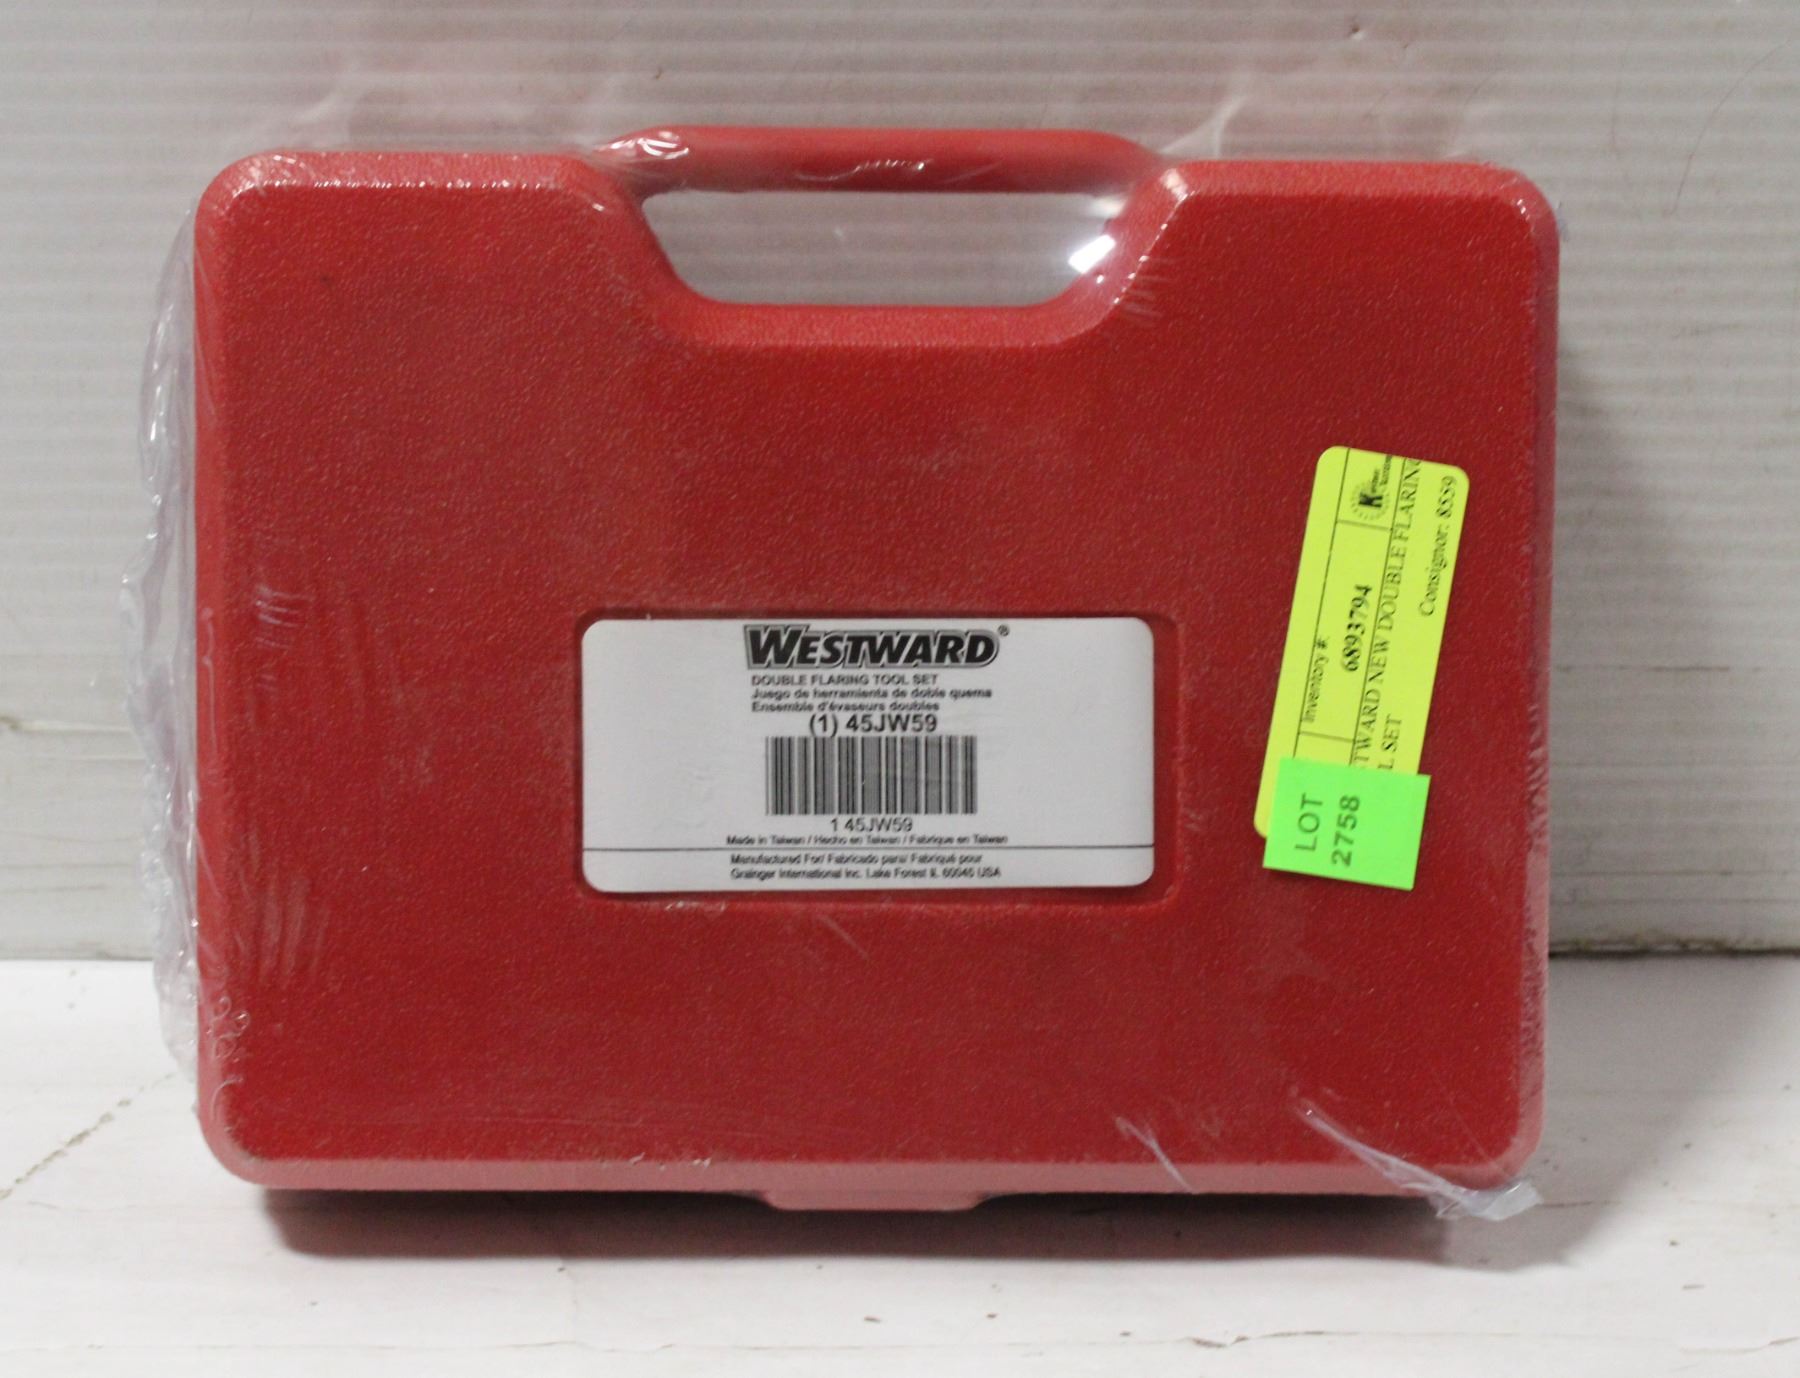 WESTWARD®
DOUBLE FLARING TOOL SET
Juego de herramienta de doble quema
Ensemble d'évaseurs doubles
(1) 45JW59
1 45JW59
Made in Taiwan / Hecho en Taiwan / Fabrique en Taiwan
Manufactured For/ Fabricado para/ Fabriqué pour
Grainger International Inc. Lake Forest IL 60045 USA
Inventory #:
6893794
TWARD NEW DOUBLE FLARING
L SET
Consignor: 8559
LOT
2758